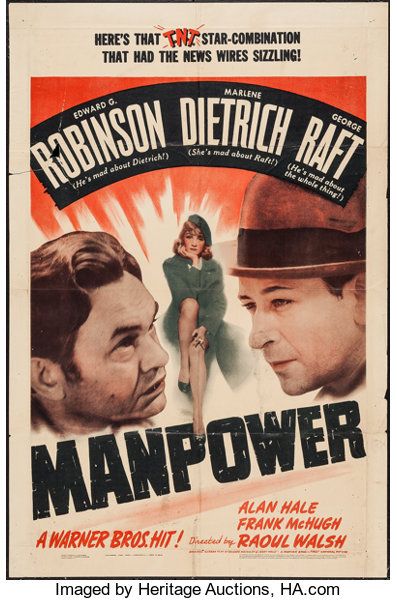 HERE'S THAT T.N.T. STAR-COMBINATION
THAT HAD THE NEWS WIRES SIZZLING!
EDWARD G. ROBINSON
(He's mad about Dietrich!)
MARLENE DIETRICH
(She's mad about Raft!)
GEORGE RAFT
(He's mad about
the whole thing!)
MANPOWER
A WARNER BROS. HIT!
ALAN HALE
FRANK McHUGH
Directed by RAOUL WALSH
Imaged by Heritage Auctions, HA.com